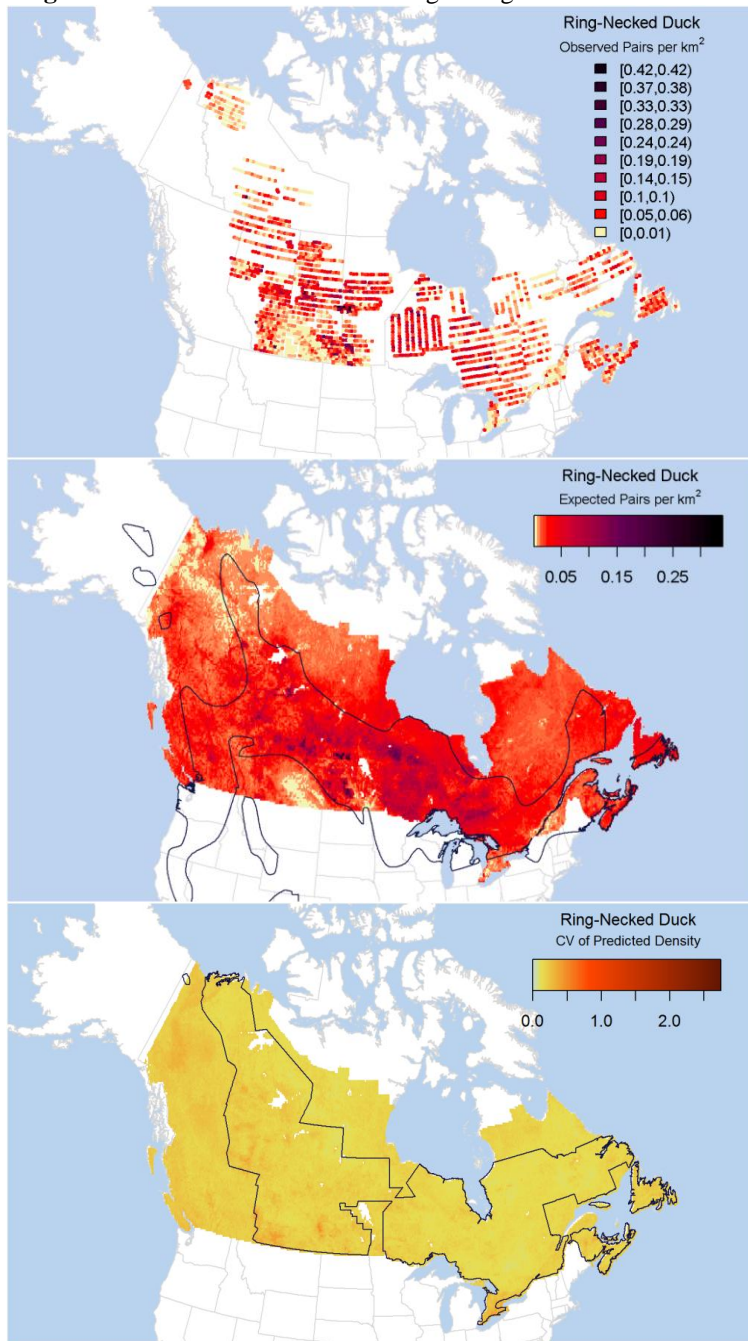 Ring-Necked Duck
Observed Pairs per km²
[0.42,0.42)
[0.37,0.38)
[0.33,0.33)
[0.28,0.29)
[0.24,0.24)
[0.19,0.19)
[0.14,0.15)
[0.1,0.1)
[0.05,0.06)
[0,0.01)
Ring-Necked Duck
Expected Pairs per km²
0.05 0.15 0.25
Ring-Necked Duck
CV of Predicted Density
0.0 1.0 2.0